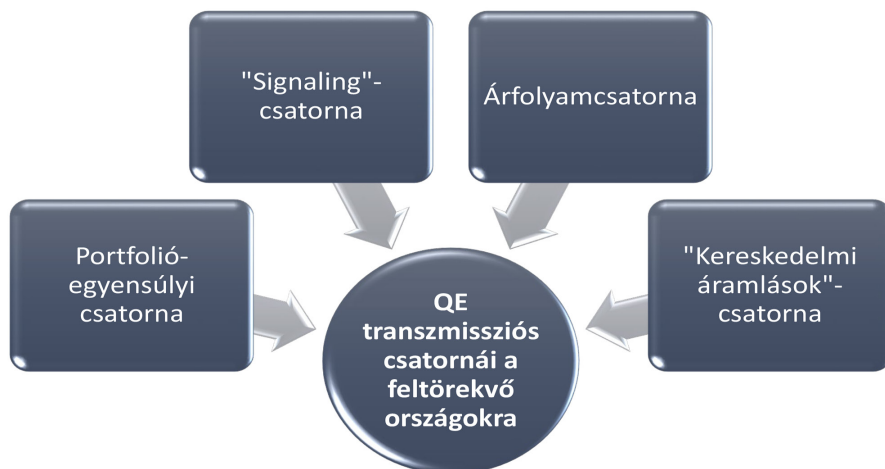 "Signaling"-
csatorna
Árfolyamcsatorna
Portfolió-
egyensúlyi
csatorna
"Kereskedelmi
áramlások"-
csatorna
QE
transzmissziós
csatornái a
feltörekvő
országokra